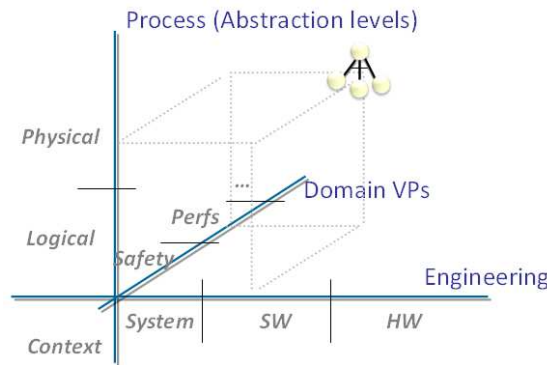 Process (Abstraction levels)
Physical
...
Domain VPs
Perfs
Logical
Safety
Engineering
System
SW
HW
Context